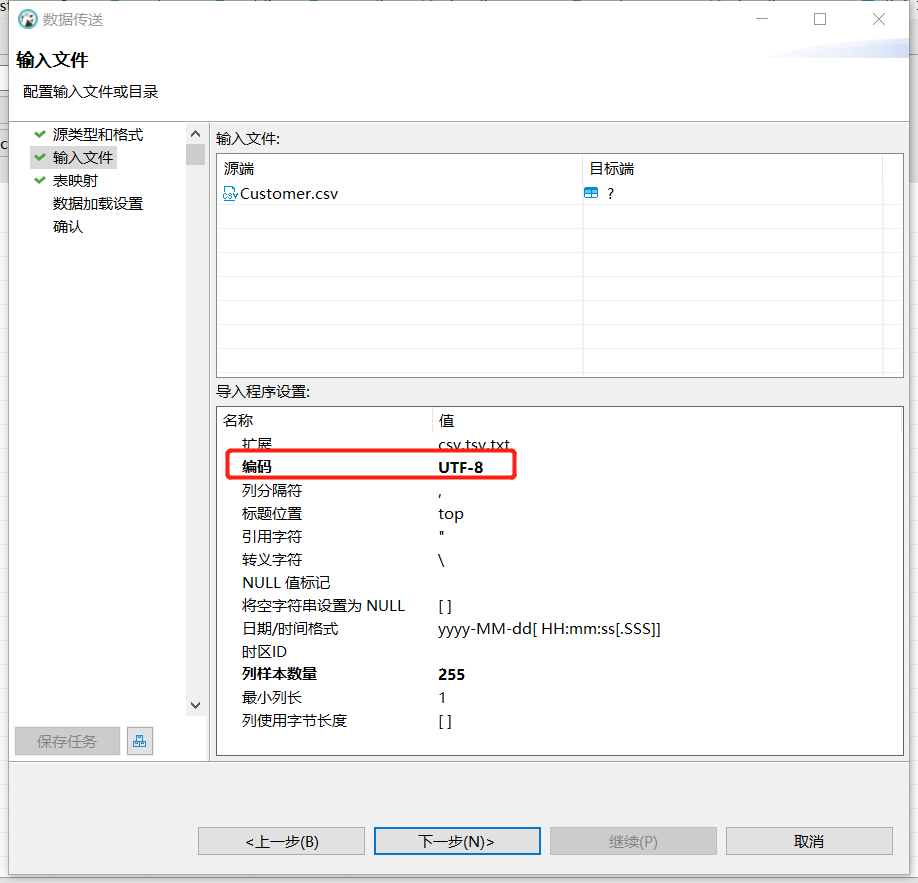 数据传送
输入文件
配置输入文件或目录
源类型和格式
输入文件
表映射
数据加载设置
确认
输入文件:
源端 目标端
Customer.csv ?
导入程序设置:
名称 值
扩展 csv,tsv,txt
编码 UTF-8
列分隔符 ,
标题位置 top
引用字符 "
转义字符 \
NULL 值标记
将空字符串设置为 NULL [ ]
日期/时间格式 yyyy-MM-dd[ HH:mm:ss[.SSS]]
时区ID
列样本数量 255
最小列长 1
列使用字节长度 [ ]
保存任务
<上一步(B) 下一步(N)> 继续(P) 取消